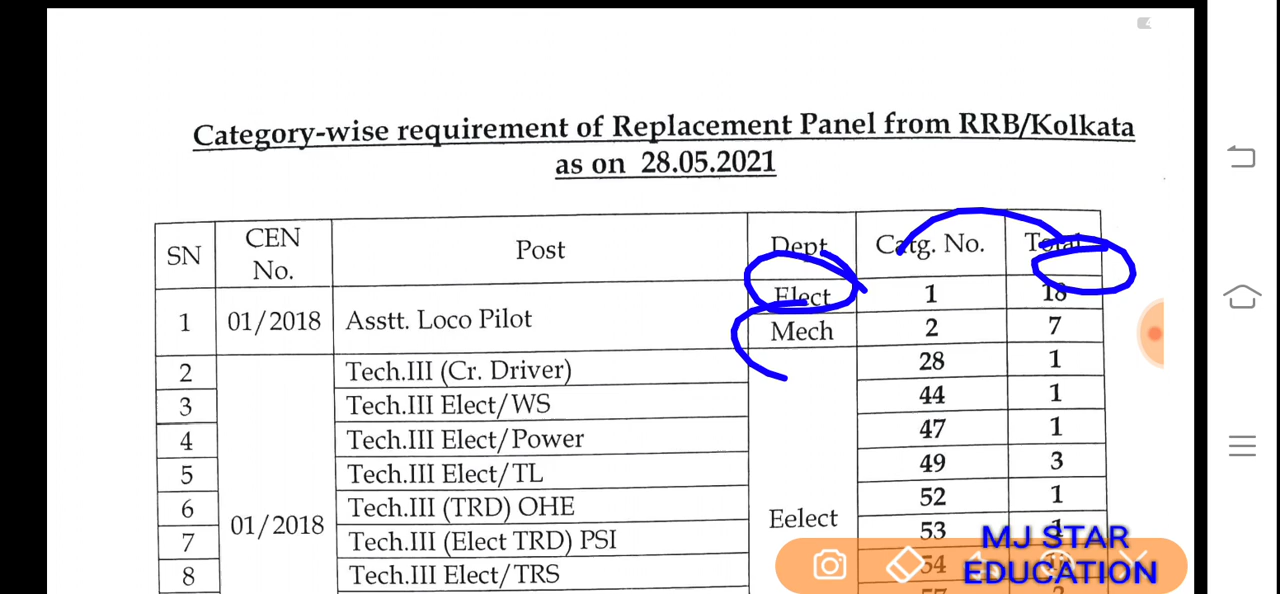 Category-wise requirement of Replacement Panel from RRB/Kolkata
as on 28.05.2021
SN CEN No. Post Dept Catg. No. Total
1 01/2018 Asstt. Loco Pilot Elect 1 18
Mech 2 7
2 Tech.III (Cr. Driver) 28 1
3 Tech.III Elect/WS 44 1
4 Tech.III Elect/Power 47 1
5 Tech.III Elect/TL 49 3
6 Tech.III (TRD) OHE 52 1
01/2018 Eelect
7 Tech.III (Elect TRD) PSI 53 1
8 Tech.III Elect/TRS 54
MJ STAR
EDUCATION